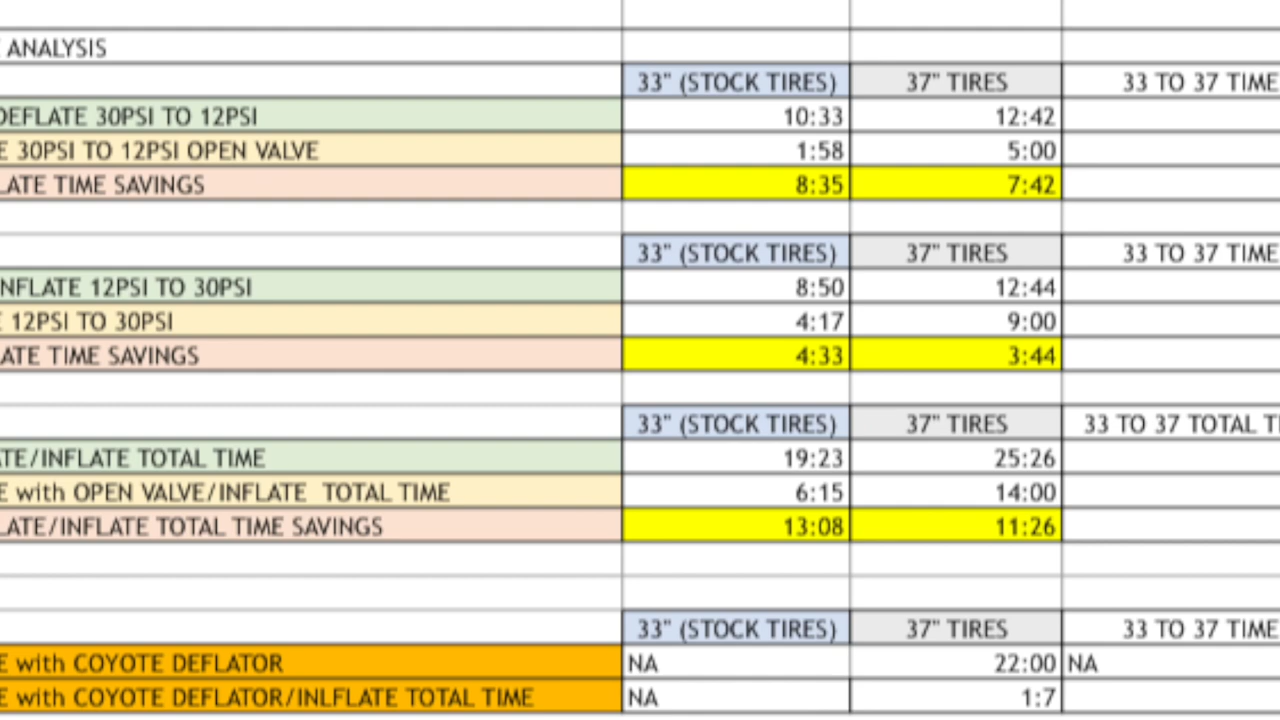 ANALYSIS
33" (STOCK TIRES) 37" TIRES 33 TO 37 TIME
DEFLATE 30PSI TO 12PSI 10:33 12:42
E 30PSI TO 12PSI OPEN VALVE 1:58 5:00
LATE TIME SAVINGS 8:35 7:42
33" (STOCK TIRES) 37" TIRES 33 TO 37 TIME
NFLATE 12PSI TO 30PSI 8:50 12:44
E 12PSI TO 30PSI 4:17 9:00
ATE TIME SAVINGS 4:33 3:44
33" (STOCK TIRES) 37" TIRES 33 TO 37 TOTAL TI
ATE/INFLATE TOTAL TIME 19:23 25:26
E with OPEN VALVE/INFLATE TOTAL TIME 6:15 14:00
LATE/INFLATE TOTAL TIME SAVINGS 13:08 11:26
33" (STOCK TIRES) 37" TIRES 33 TO 37 TIME
E with COYOTE DEFLATOR NA 22:00 NA
E with COYOTE DEFLATOR/INLFLATE TOTAL TIME NA 1:7